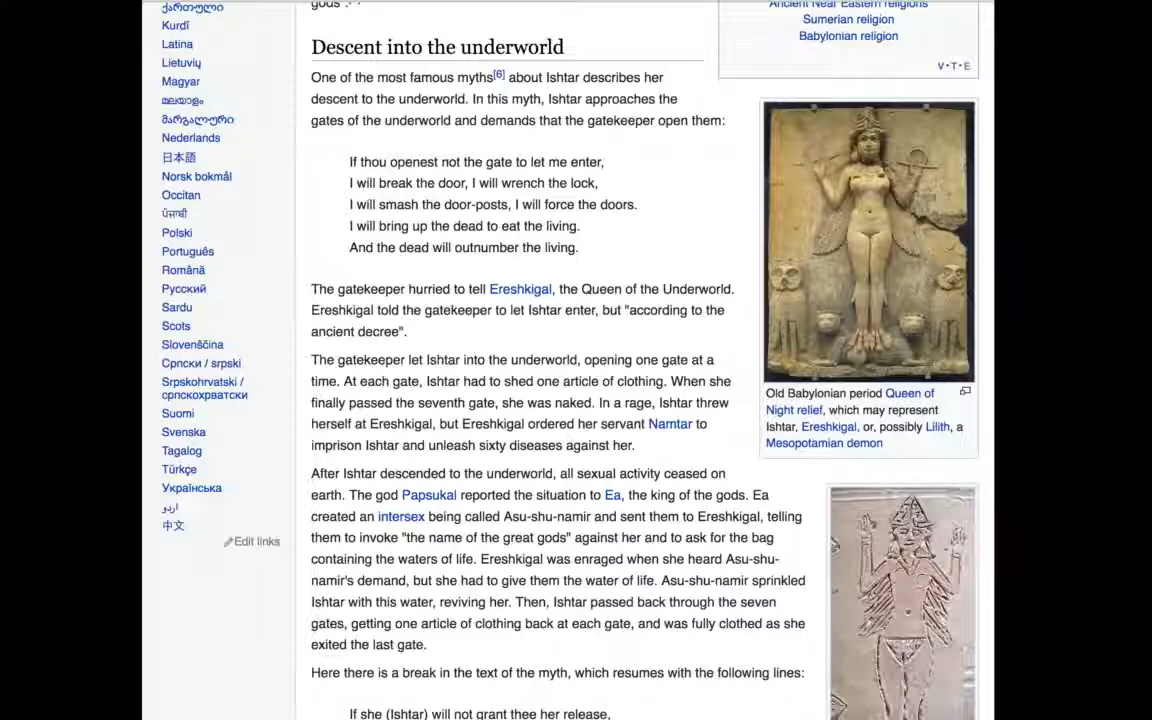 ქართული
Kurdî
Latina
Lietuvių
Magyar
മലയാളം
მარგალური
Nederlands
日本語
Norsk bokmål
Occitan
ਪੰਜਾਬੀ
Polski
Português
Română
Русский
Sardu
Scots
Slovenščina
Српски / srpski
Srpskohrvatski /
српскохрватски
Suomi
Svenska
Tagalog
Türkçe
Українська
اردو
中文
Edit links
gods".
Descent into the underworld
One of the most famous myths[6] about Ishtar describes her
descent to the underworld. In this myth, Ishtar approaches the
gates of the underworld and demands that the gatekeeper open them:
If thou openest not the gate to let me enter,
I will break the door, I will wrench the lock,
I will smash the door-posts, I will force the doors.
I will bring up the dead to eat the living.
And the dead will outnumber the living.
The gatekeeper hurried to tell Ereshkigal, the Queen of the Underworld.
Ereshkigal told the gatekeeper to let Ishtar enter, but "according to the
ancient decree".
The gatekeeper let Ishtar into the underworld, opening one gate at a
time. At each gate, Ishtar had to shed one article of clothing. When she
finally passed the seventh gate, she was naked. In a rage, Ishtar threw
herself at Ereshkigal, but Ereshkigal ordered her servant Namtar to
imprison Ishtar and unleash sixty diseases against her.
After Ishtar descended to the underworld, all sexual activity ceased on
earth. The god Papsukal reported the situation to Ea, the king of the gods. Ea
created an intersex being called Asu-shu-namir and sent them to Ereshkigal, telling
them to invoke "the name of the great gods" against her and to ask for the bag
containing the waters of life. Ereshkigal was enraged when she heard Asu-shu-
namir's demand, but she had to give them the water of life. Asu-shu-namir sprinkled
Ishtar with this water, reviving her. Then, Ishtar passed back through the seven
gates, getting one article of clothing back at each gate, and was fully clothed as she
exited the last gate.
Here there is a break in the text of the myth, which resumes with the following lines:
If she (Ishtar) will not grant thee her release,
Ancient Near Eastern religions
Sumerian religion
Babylonian religion
V·T·E
Old Babylonian period Queen of
Night relief, which may represent
Ishtar, Ereshkigal, or, possibly Lilith, a
Mesopotamian demon